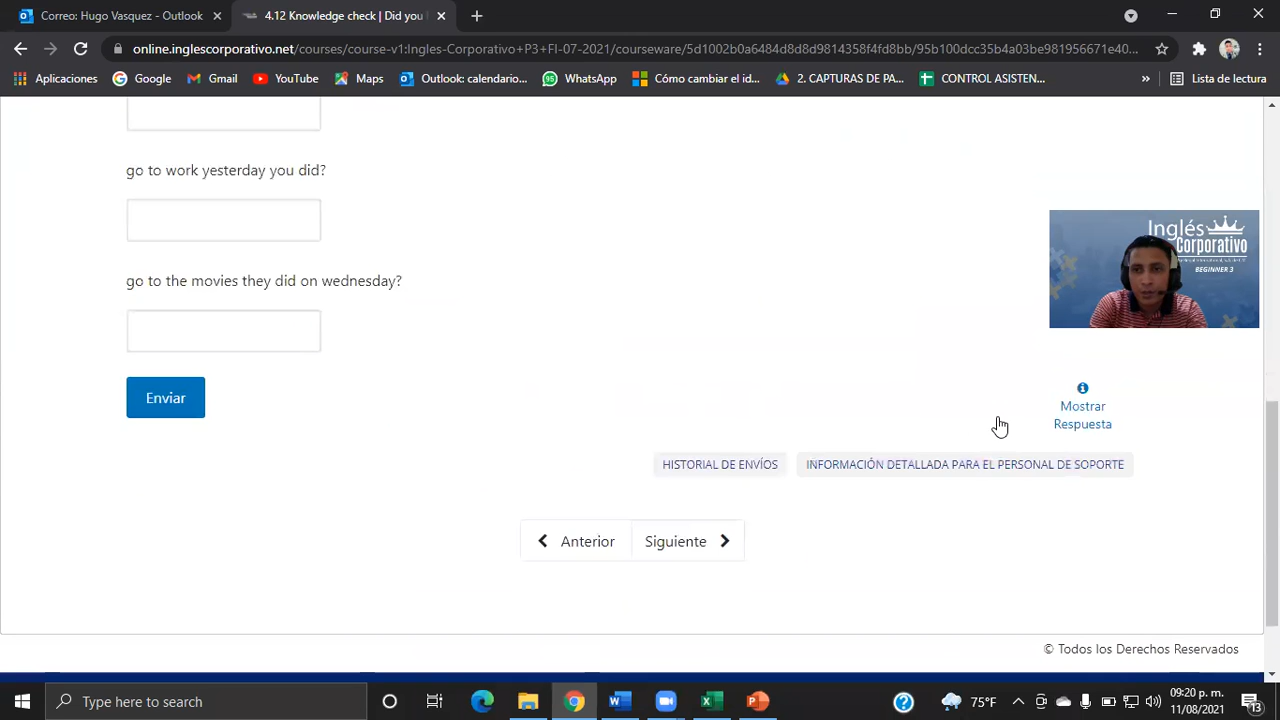 Correo: Hugo Vasquez - Outlook
4.12 Knowledge check | Did you
online.inglescorporativo.net/courses/course-v1:Ingles-Corporativo+P3+FI-07-2021/courseware/5d1002b0a6484d8d8d9814358f4fd8bb/95b100dcc35b4a03be981956671e40...
Aplicaciones
Google
Gmail
YouTube
Maps
Outlook: calendario...
WhatsApp
Cómo cambiar el id...
2. CAPTURAS DE PA...
CONTROL ASISTEN...
Lista de lectura
go to work yesterday you did?
Inglés
Corporativo
BEGINNER 3
go to the movies they did on wednesday?
Enviar
Mostrar
Respuesta
HISTORIAL DE ENVÍOS
INFORMACIÓN DETALLADA PARA EL PERSONAL DE SOPORTE
Anterior
Siguiente
© Todos los Derechos Reservados
Type here to search
75°F
09:20 p. m.
11/08/2021
13